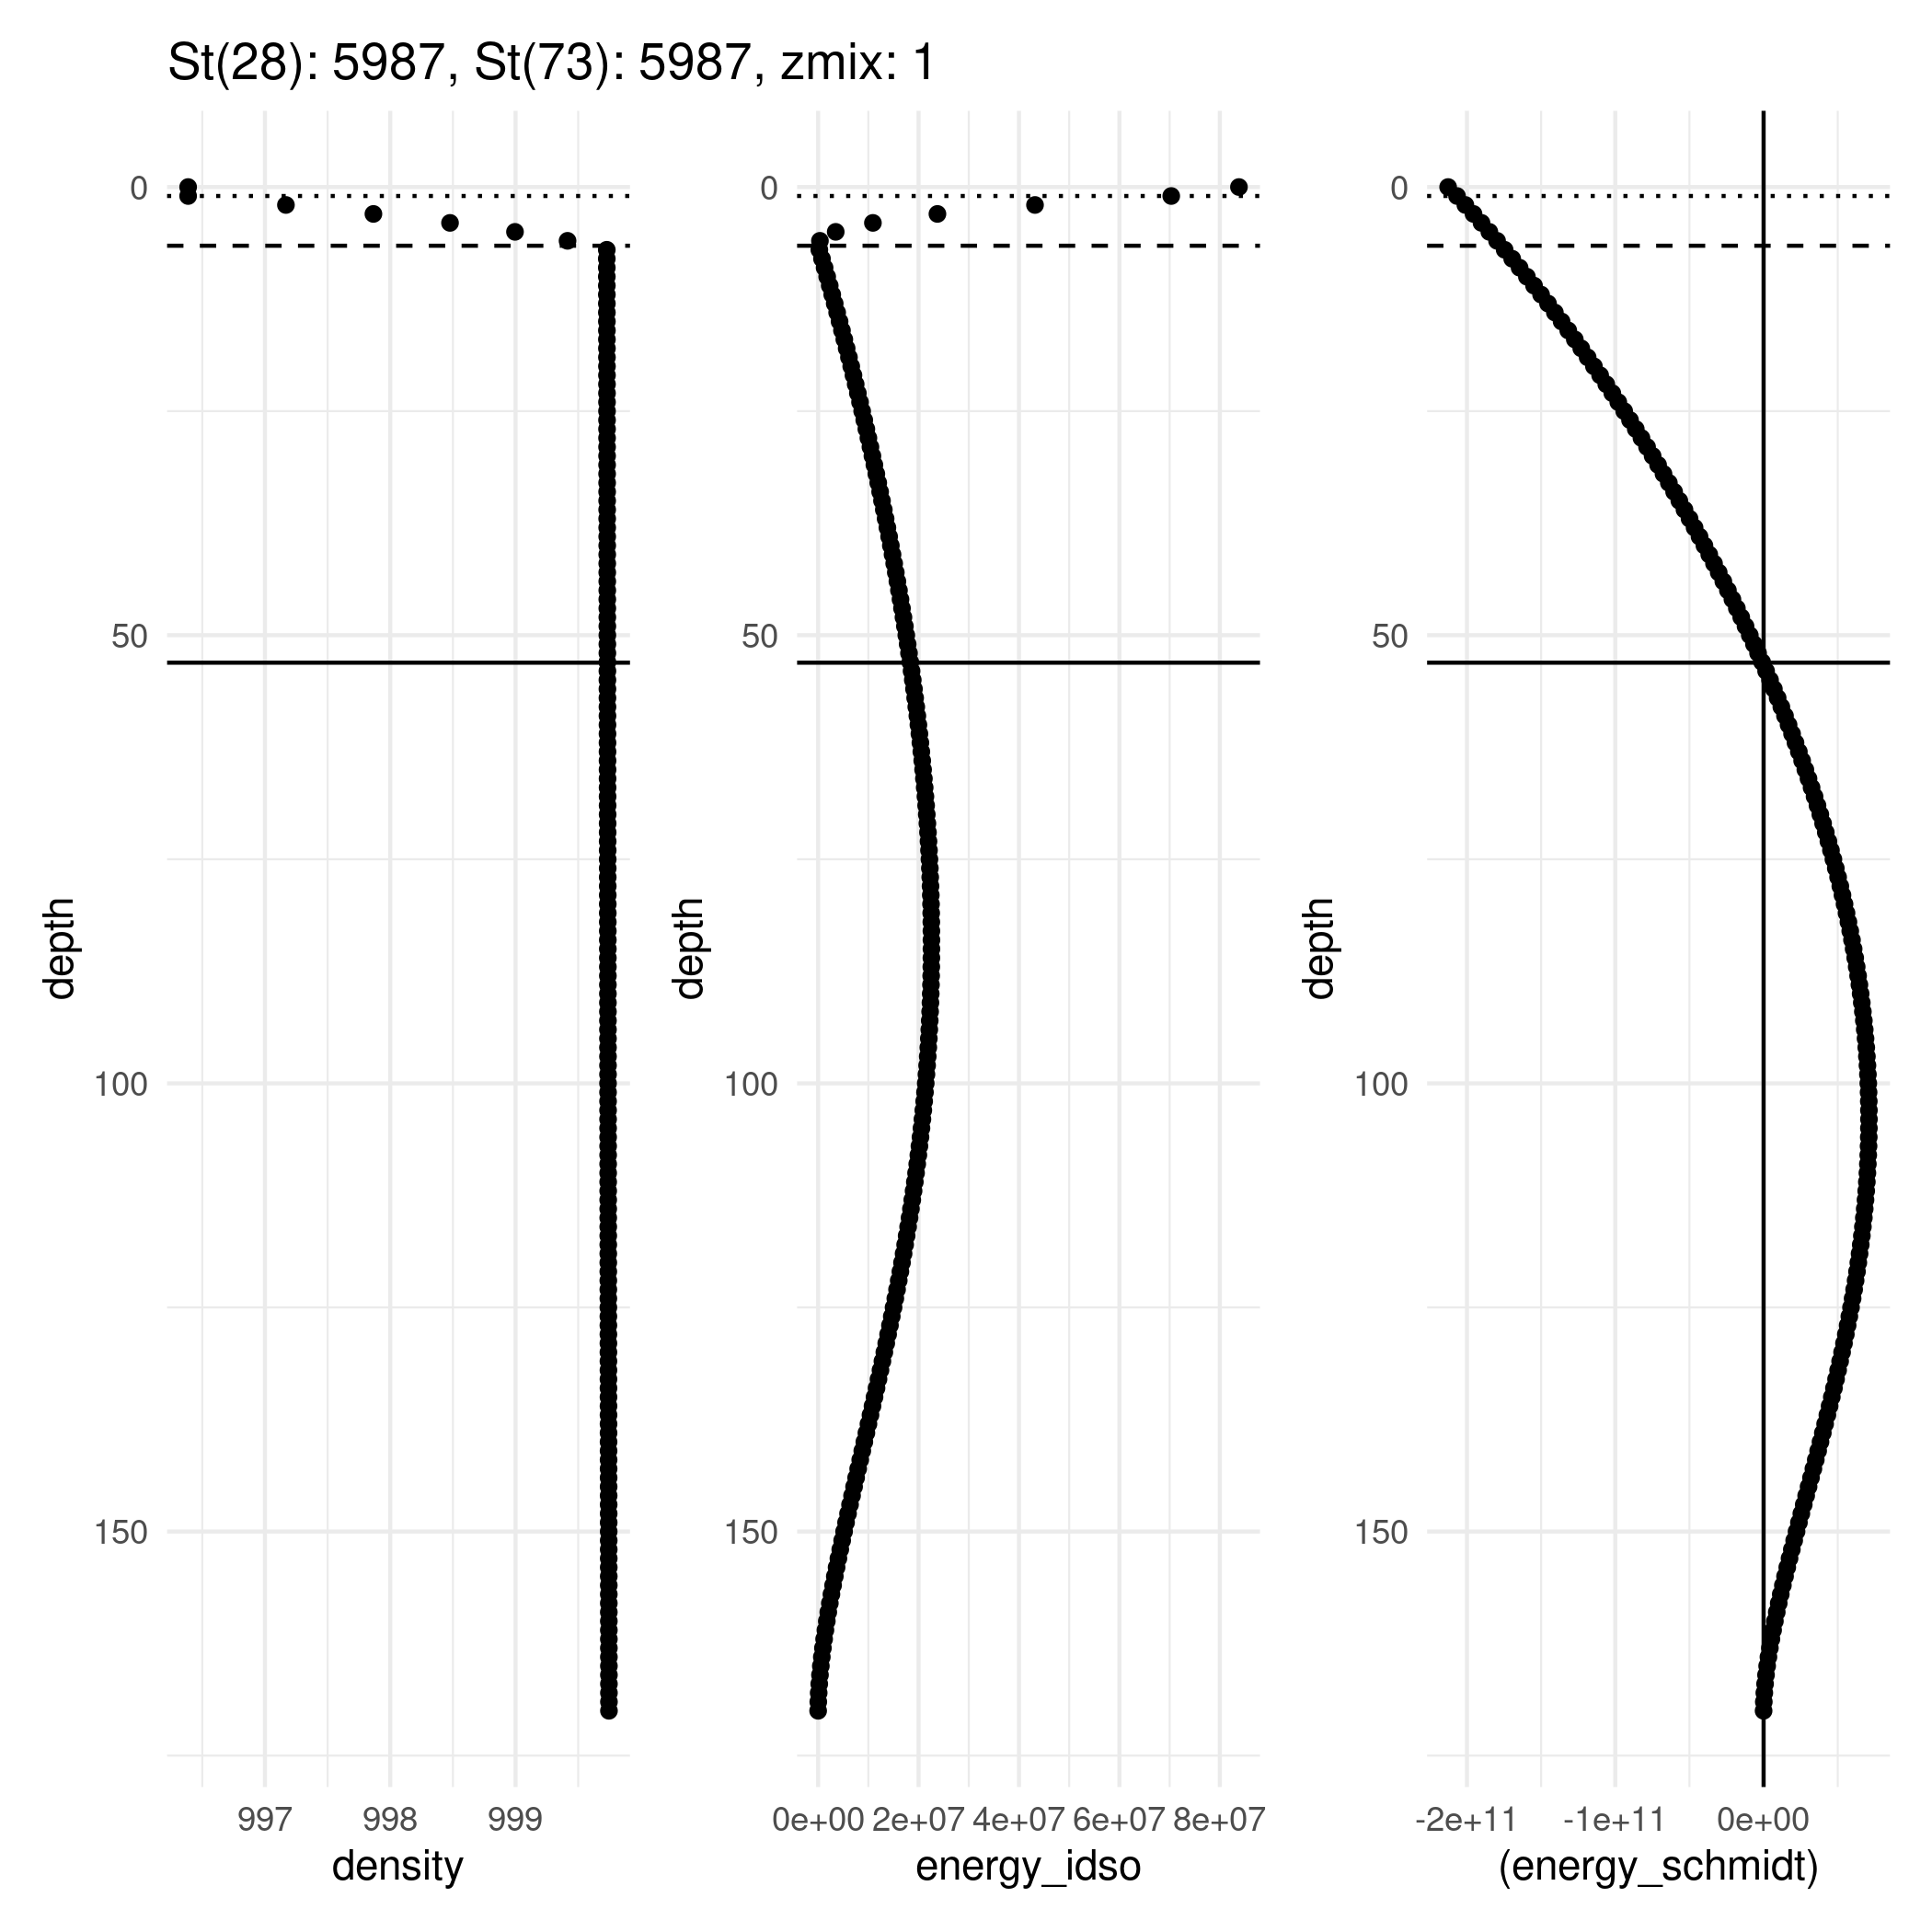 St(28): 5987, St(73): 5987, zmix: 1
0
50
100
150
depth
997 998 999
density
0
50
100
150
depth
0e+00 2e+07 4e+07 6e+07 8e+07
energy_idso
0
50
100
150
depth
-2e+11 -1e+11 0e+00
(energy_schmidt)